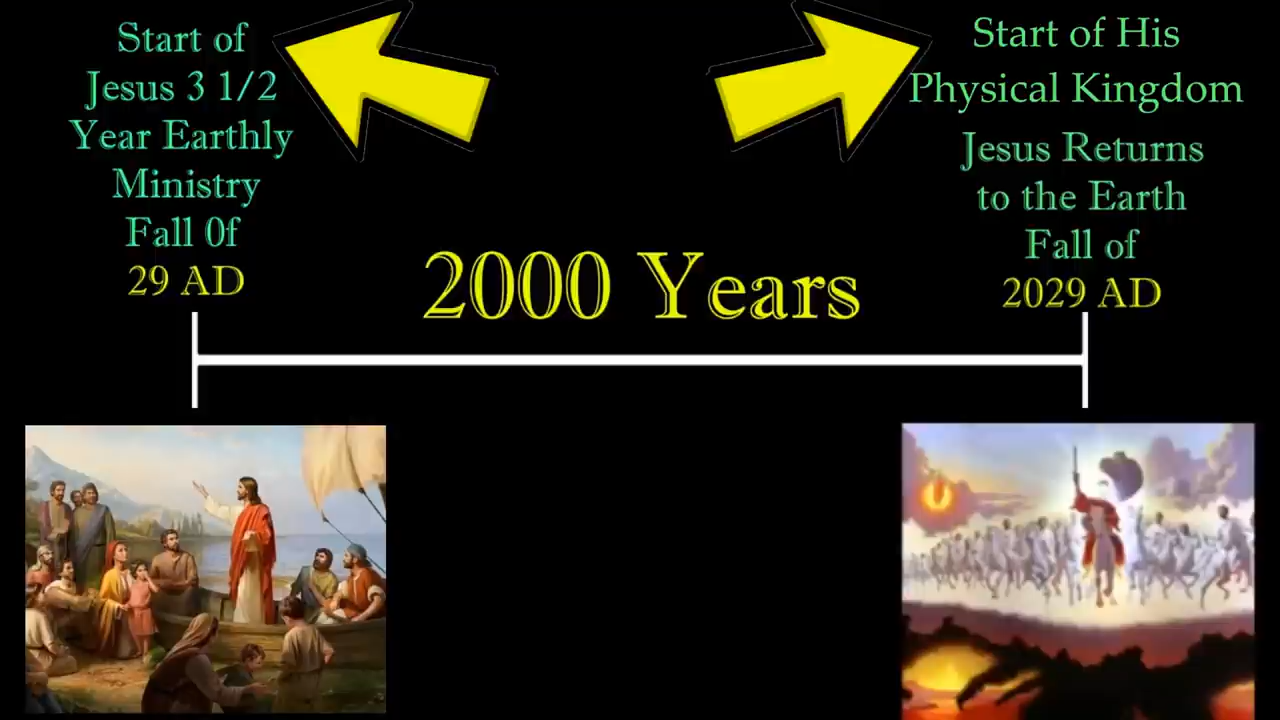 Start of
Jesus 3 1/2
Year Earthly
Ministry
Fall 0f
29 AD
2000 Years
Start of His
Physical Kingdom
Jesus Returns
to the Earth
Fall of
2029 AD